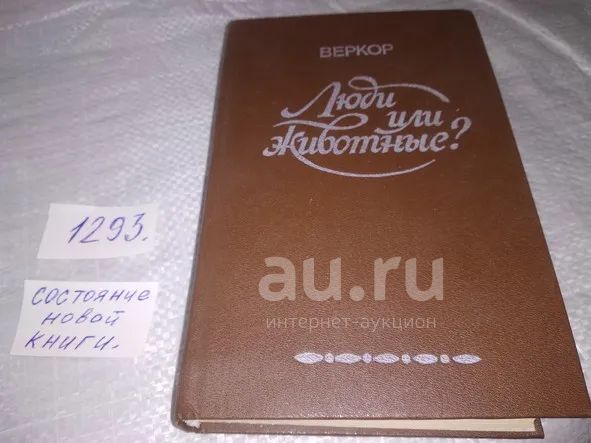 ВЕРКОР
Люди
или
животные?
1293.
состояние
новой
книги.
au.ru
интернет-аукцион